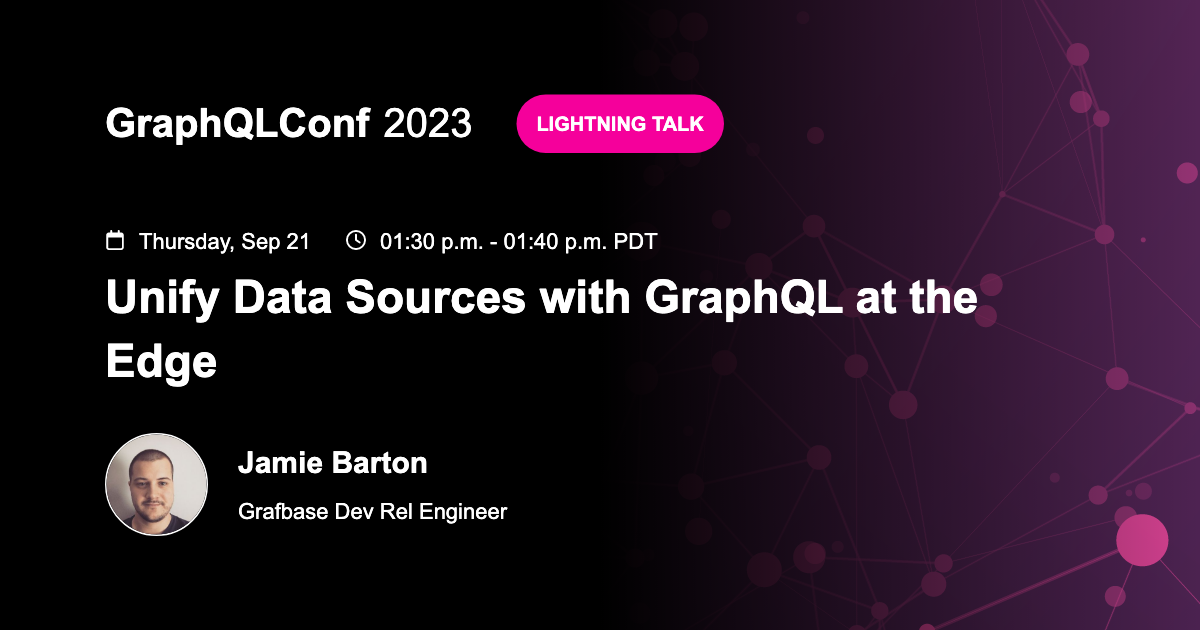 GraphQLConf 2023 LIGHTNING TALK
Thursday, Sep 21 01:30 p.m. - 01:40 p.m. PDT
Unify Data Sources with GraphQL at the
Edge
Jamie Barton
Grafbase Dev Rel Engineer